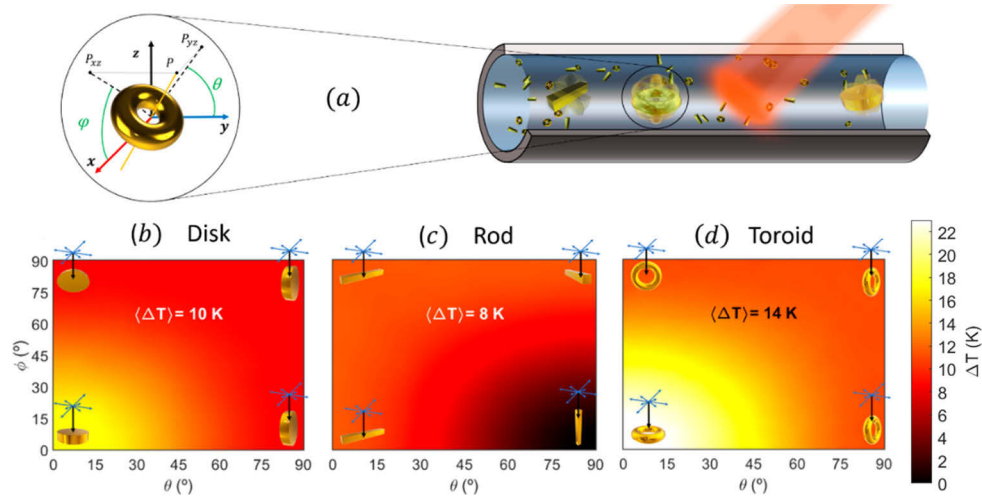 P_xz
z
P
P_yz
θ
y
φ
x
(a)
(b) Disk
(c) Rod
(d) Toroid
ϕ (°)
90
75
60
45
30
15
0
⟨ΔT⟩ = 10 K
0 15 30 45 60 75 90
θ (°)
⟨ΔT⟩ = 8 K
0 15 30 45 60 75 90
θ (°)
⟨ΔT⟩ = 14 K
0 15 30 45 60 75 90
θ (°)
22
20
18
16
14
12
10
8
6
4
2
0
ΔT (K)